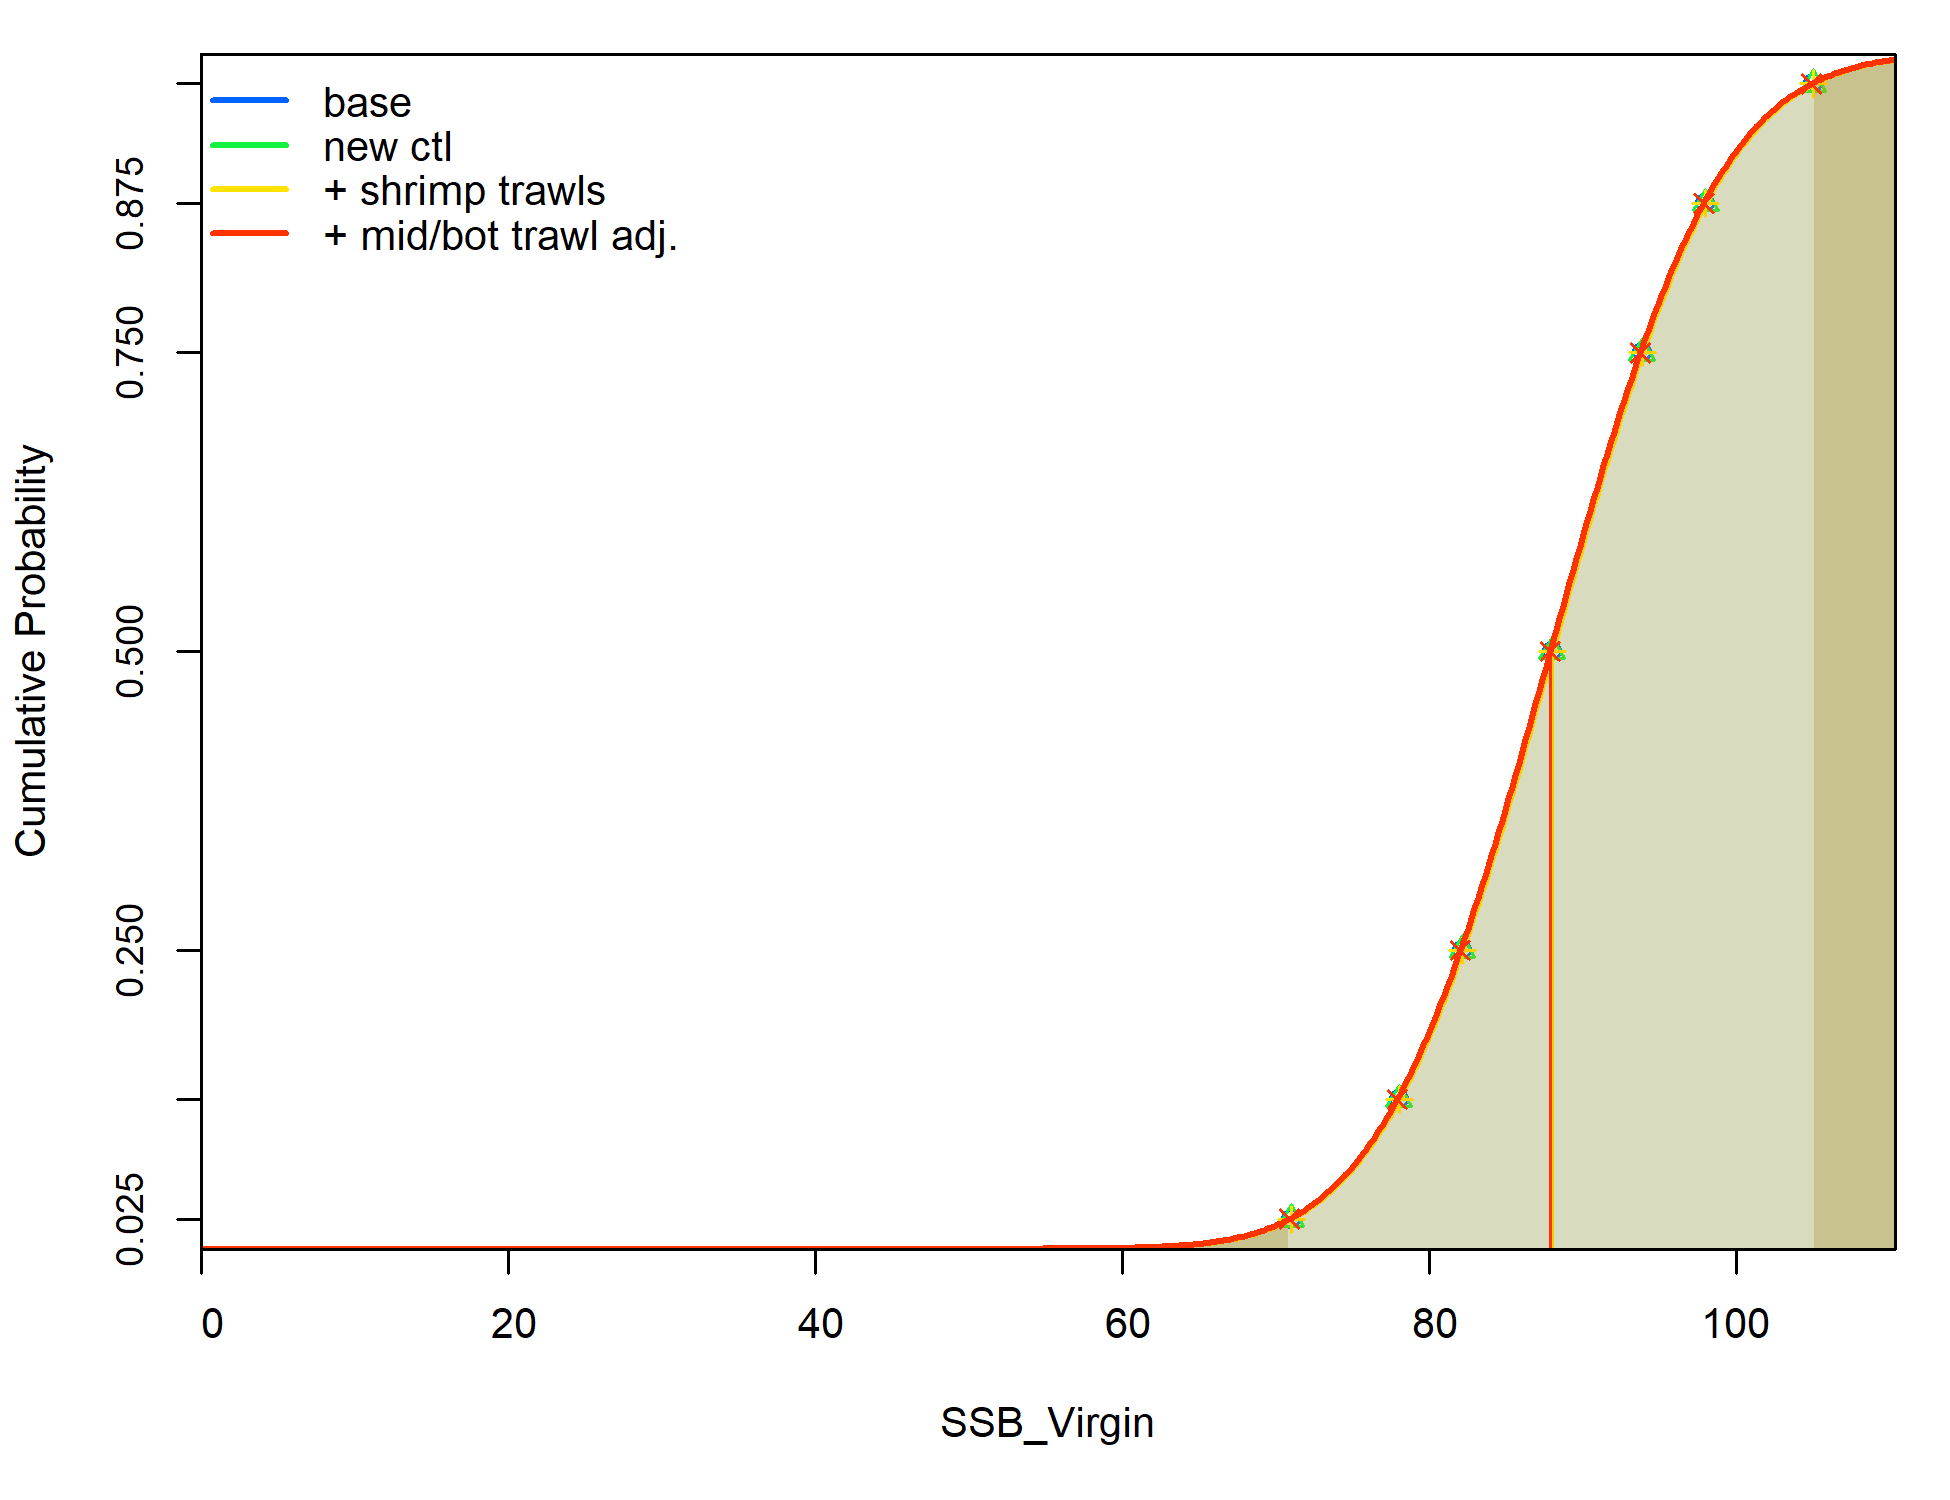 base
new ctl
+ shrimp trawls
+ mid/bot trawl adj.
Cumulative Probability
0.875
0.750
0.500
0.250
0.025
0 20 40 60 80 100
SSB_Virgin